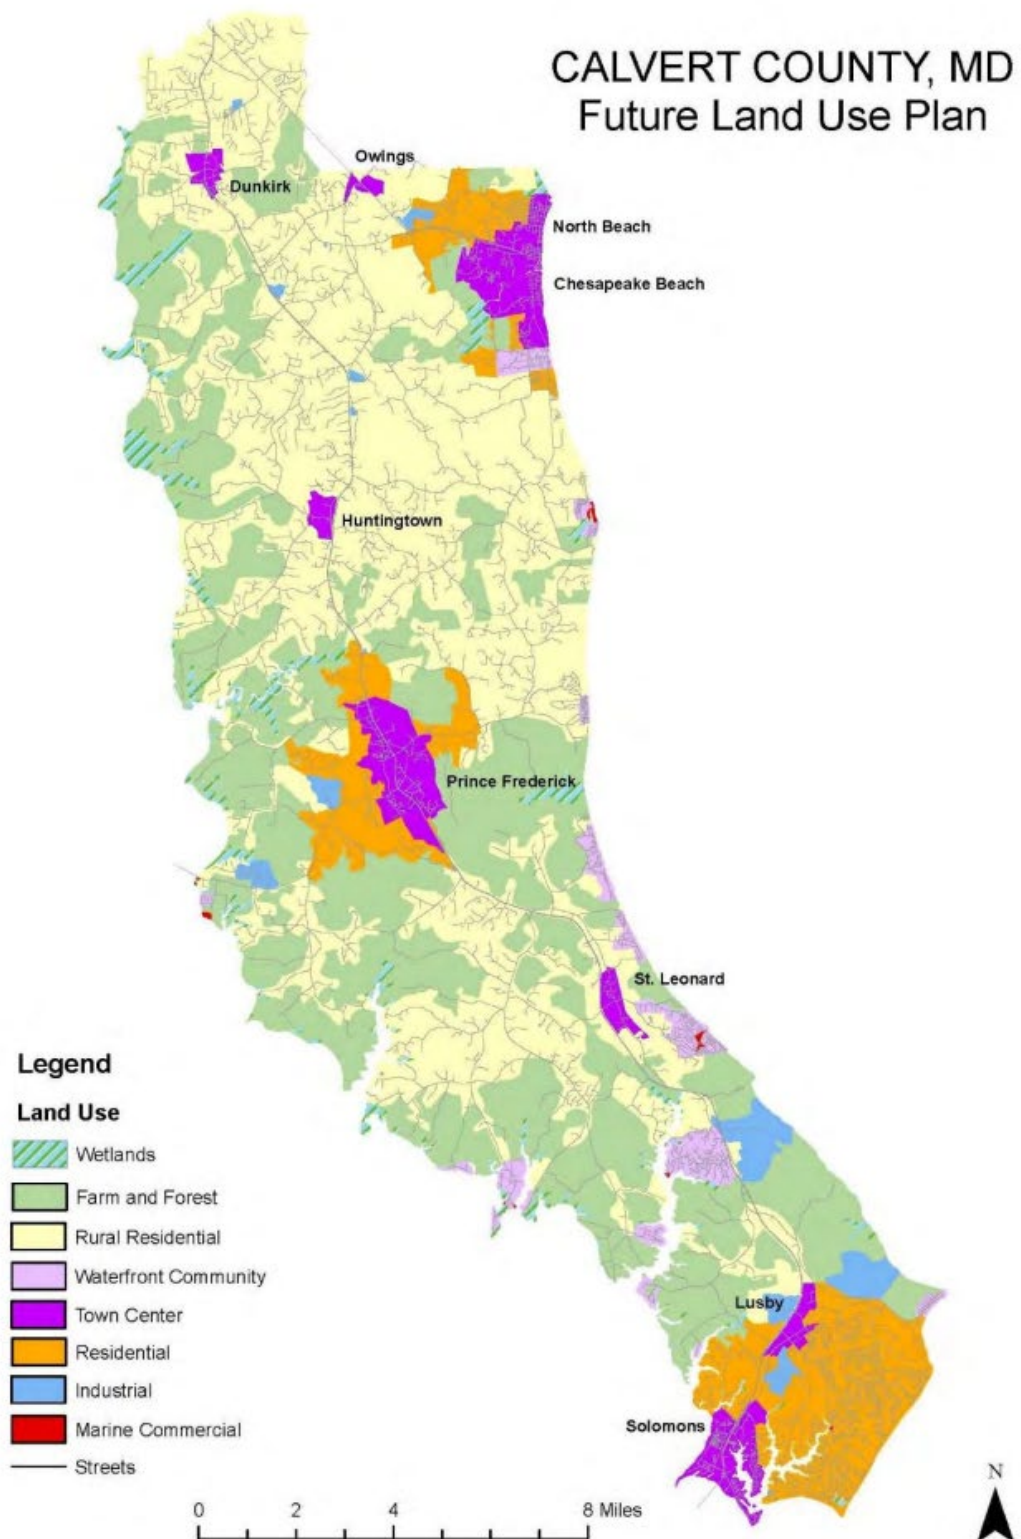 CALVERT COUNTY, MD
Future Land Use Plan
Owings
Dunkirk
North Beach
Chesapeake Beach
Huntingtown
Prince Frederick
St. Leonard
Lusby
Solomons
Legend
Land Use
Wetlands
Farm and Forest
Rural Residential
Waterfront Community
Town Center
Residential
Industrial
Marine Commercial
Streets
0 2 4 8 Miles
N